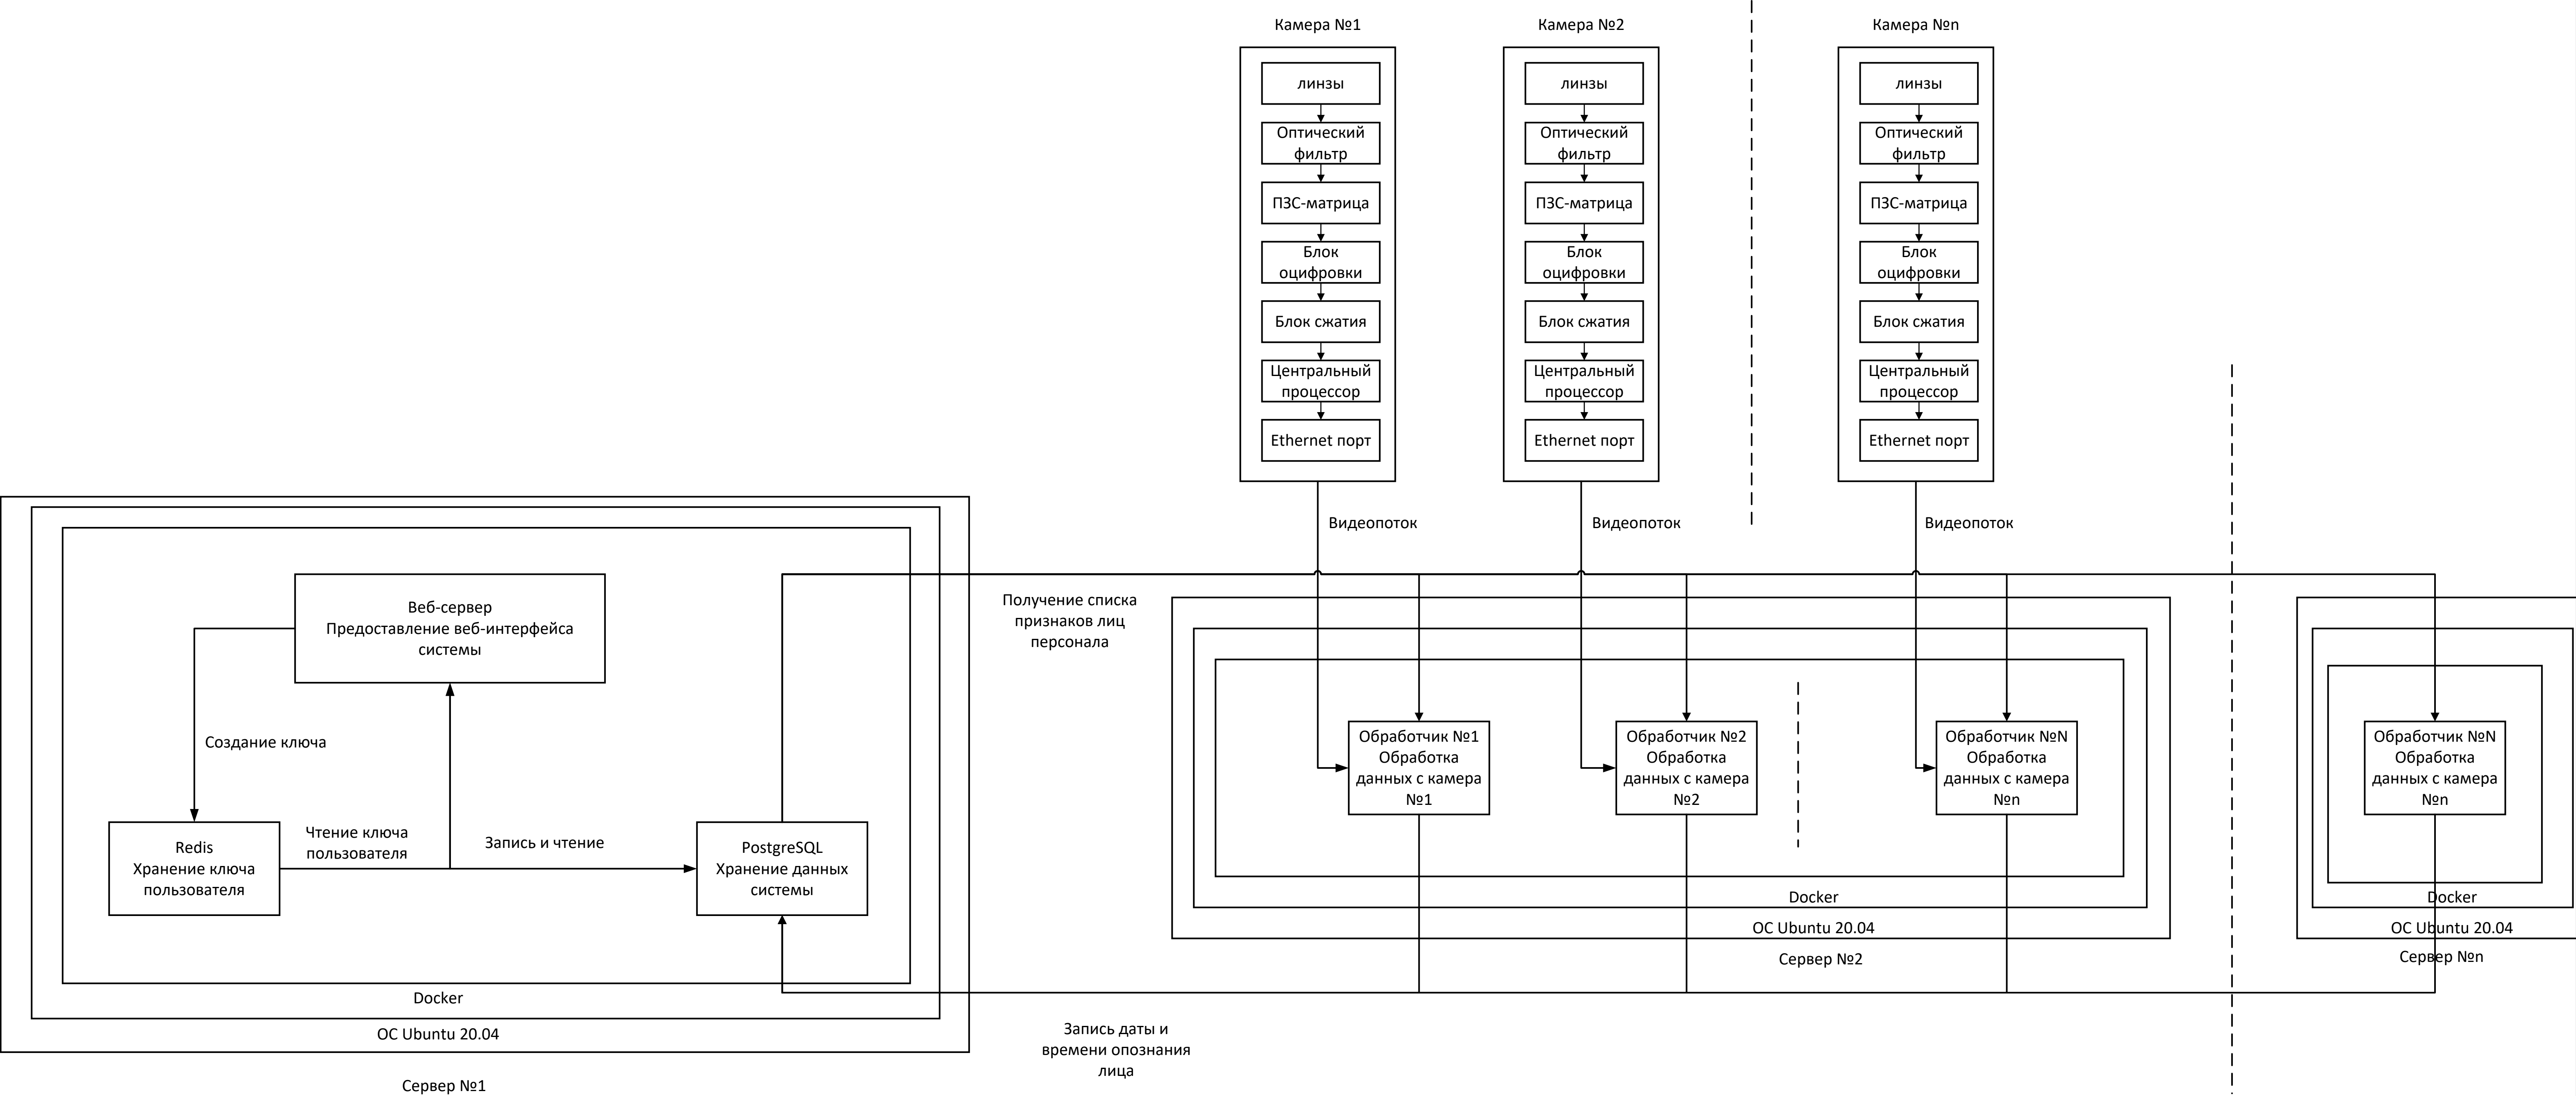 Камера №1
линзы
Оптический
фильтр
ПЗС-матрица
Блок
оцифровки
Блок сжатия
Центральный
процессор
Ethernet порт
Видеопоток
Камера №2
линзы
Оптический
фильтр
ПЗС-матрица
Блок
оцифровки
Блок сжатия
Центральный
процессор
Ethernet порт
Видеопоток
Камера №n
линзы
Оптический
фильтр
ПЗС-матрица
Блок
оцифровки
Блок сжатия
Центральный
процессор
Ethernet порт
Видеопоток
Веб-сервер
Предоставление веб-интерфейса
системы
Создание ключа
Redis
Хранение ключа
пользователя
Чтение ключа
пользователя
Запись и чтение
PostgreSQL
Хранение данных
системы
Docker
ОС Ubuntu 20.04
Сервер №1
Получение списка
признаков лиц
персонала
Обработчик №1
Обработка
данных с камера
№1
Обработчик №2
Обработка
данных с камера
№2
Обработчик №N
Обработка
данных с камера
№n
Docker
ОС Ubuntu 20.04
Сервер №2
Обработчик №N
Обработка
данных с камера
№n
Docker
ОС Ubuntu 20.04
Сервер №n
Запись даты и
времени опознания
лица